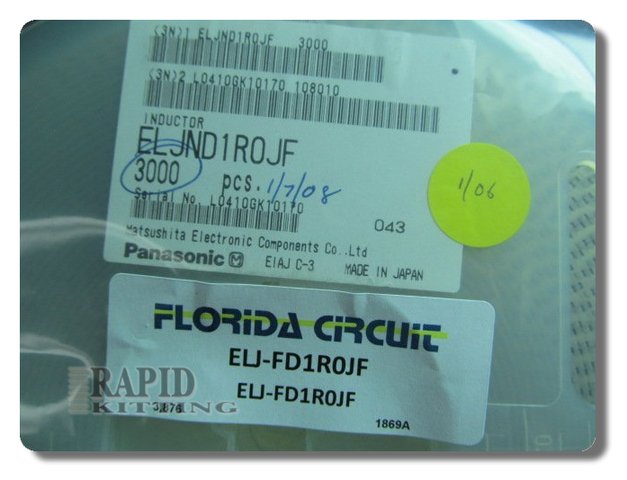 (3N)1 ELJND1R0JF 3000
(3N)2 L0410GK10170 108010
INDUCTOR
ELJND1R0JF
3000 pcs. 1/7/08
Serial No. L0410GK10170
043
Matsushita Electronic Components Co.,Ltd
Panasonic M EIAJ C-3 MADE IN JAPAN
1/06
FLORIDA CIRCUIT
ELJ-FD1R0JF
ELJ-FD1R0JF
1869A
RAPID
KITTING